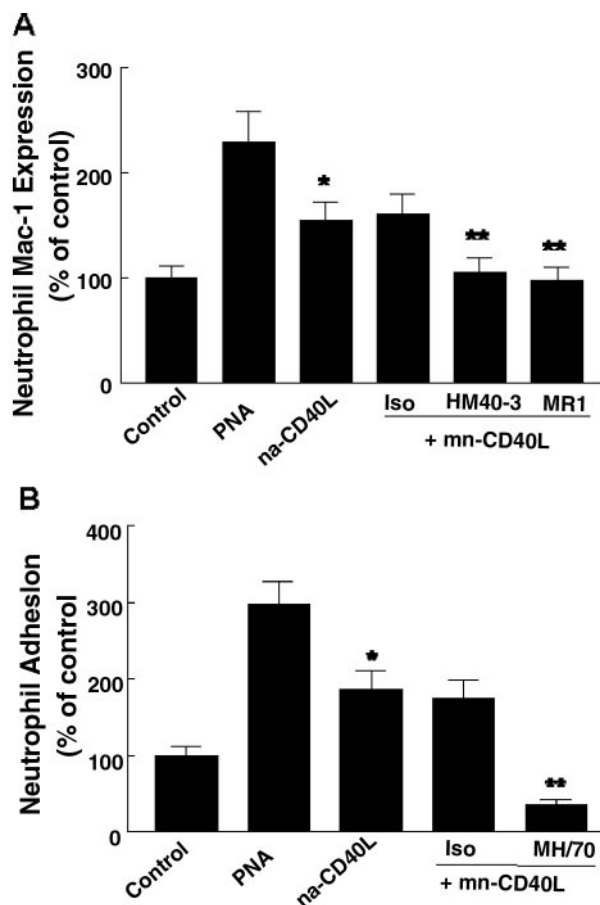 A
Neutrophil Mac-1 Expression
(% of control)
300
200
100
0
*
**
**
Control
PNA
na-CD40L
Iso
HM40-3
MR1
+ mn-CD40L
B
Neutrophil Adhesion
(% of control
400
300
200
100
0
*
**
Control
PNA
na-CD40L
Iso
MH/70
+ mn-CD40L